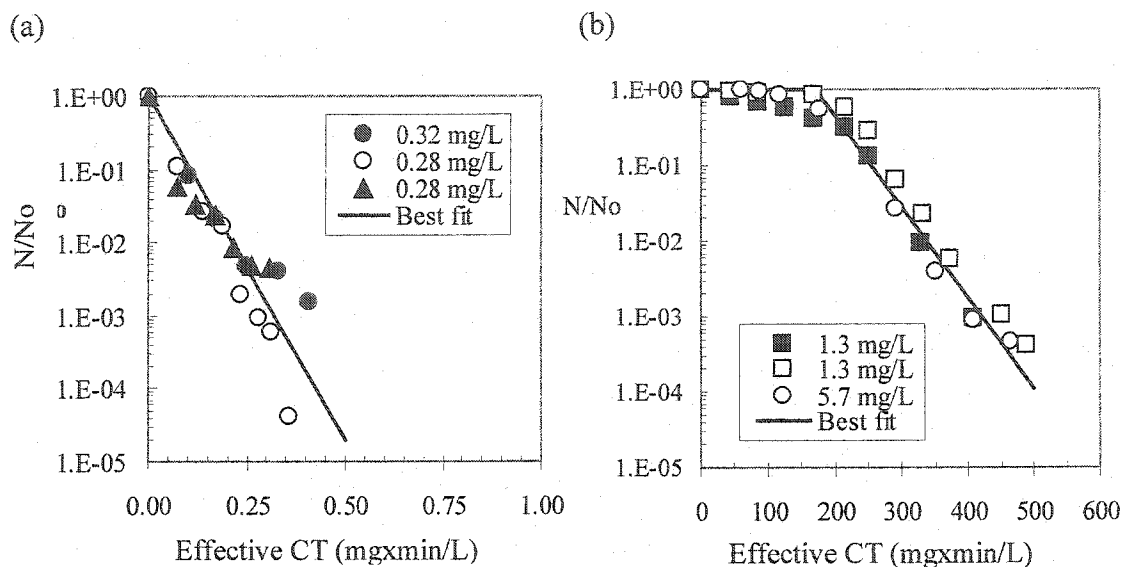 (a)
1.E+00
1.E-01
1.E-02
1.E-03
1.E-04
1.E-05
N/No
0
0.32 mg/L
0.28 mg/L
0.28 mg/L
Best fit
0.00 0.25 0.50 0.75 1.00
Effective CT (mgxmin/L)
(b)
1.E+00
1.E-01
1.E-02
1.E-03
1.E-04
1.E-05
N/No
1.3 mg/L
1.3 mg/L
5.7 mg/L
Best fit
0 100 200 300 400 500 600
Effective CT (mgxmin/L)